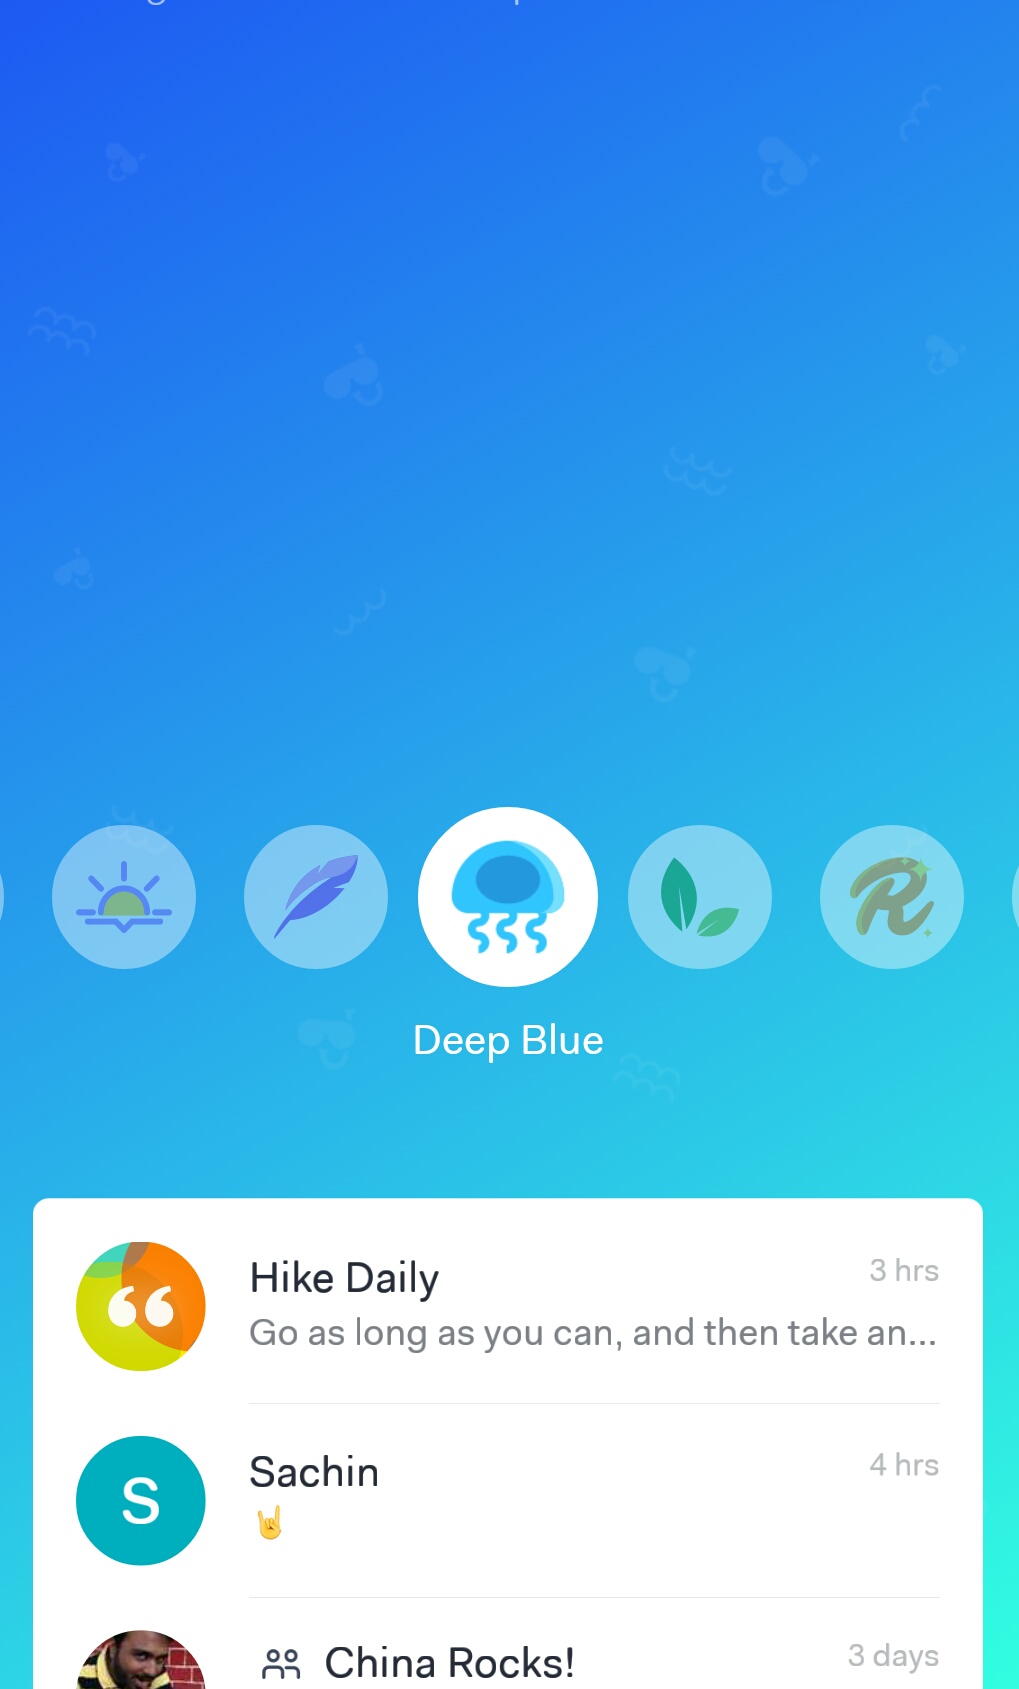 Deep Blue
Hike Daily
3 hrs
Go as long as you can, and then take an...
S
Sachin
4 hrs
🤘
China Rocks!
3 days